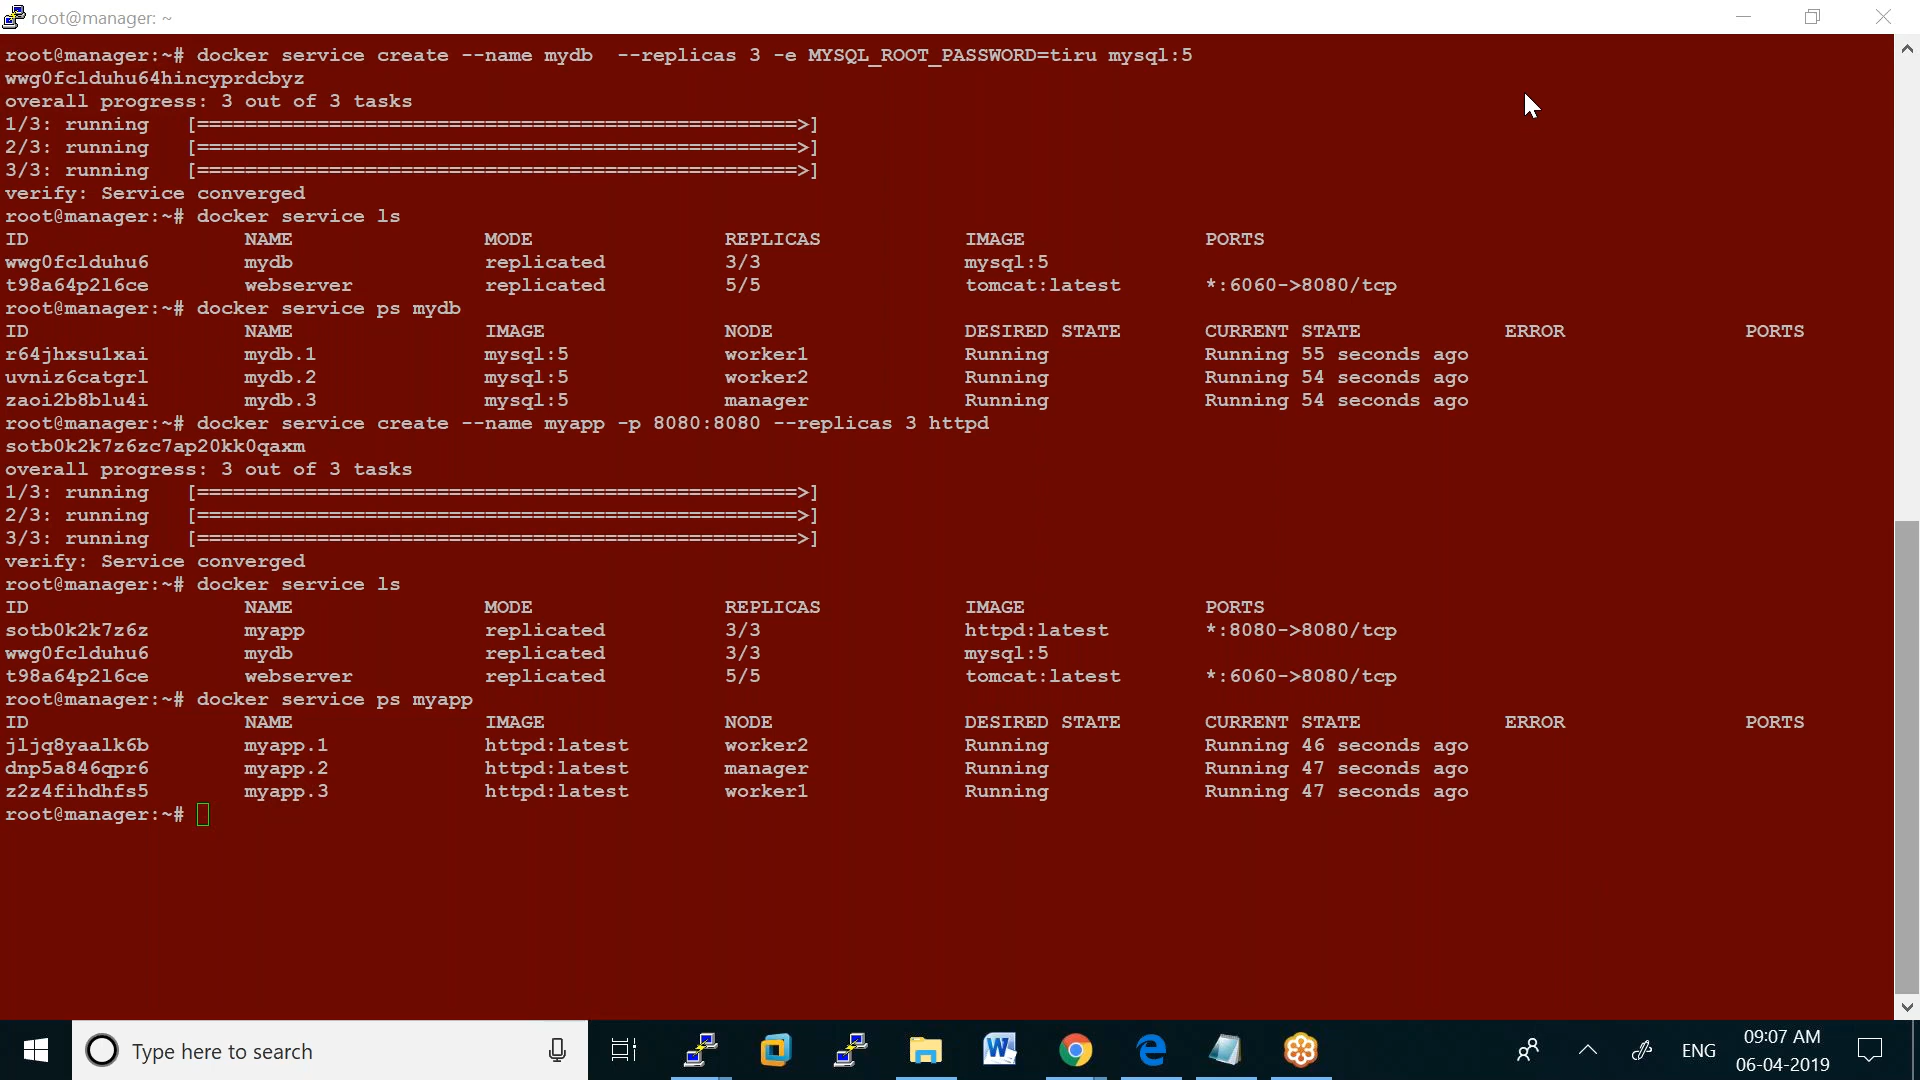 root@manager: ~
root@manager:~# docker service create --name mydb  --replicas 3 -e MYSQL_ROOT_PASSWORD=tiru mysql:5
wwg0fclduhu64hincyprdcbyz
overall progress: 3 out of 3 tasks
1/3: running   [==================================================>]
2/3: running   [==================================================>]
3/3: running   [==================================================>]
verify: Service converged
root@manager:~# docker service ls
ID                  NAME                MODE                REPLICAS            IMAGE               PORTS
wwg0fclduhu6        mydb                replicated          3/3                 mysql:5
t98a64p2l6ce        webserver           replicated          5/5                 tomcat:latest       *:6060->8080/tcp
root@manager:~# docker service ps mydb
ID                  NAME                IMAGE               NODE                DESIRED STATE       CURRENT STATE            ERROR               PORTS
r64jhxsu1xai        mydb.1              mysql:5             worker1             Running             Running 55 seconds ago
uvniz6catgrl        mydb.2              mysql:5             worker2             Running             Running 54 seconds ago
zaoi2b8blu4i        mydb.3              mysql:5             manager             Running             Running 54 seconds ago
root@manager:~# docker service create --name myapp -p 8080:8080 --replicas 3 httpd
sotb0k2k7z6zc7ap20kk0qaxm
overall progress: 3 out of 3 tasks
1/3: running   [==================================================>]
2/3: running   [==================================================>]
3/3: running   [==================================================>]
verify: Service converged
root@manager:~# docker service ls
ID                  NAME                MODE                REPLICAS            IMAGE               PORTS
sotb0k2k7z6z        myapp               replicated          3/3                 httpd:latest        *:8080->8080/tcp
wwg0fclduhu6        mydb                replicated          3/3                 mysql:5
t98a64p2l6ce        webserver           replicated          5/5                 tomcat:latest       *:6060->8080/tcp
root@manager:~# docker service ps myapp
ID                  NAME                IMAGE               NODE                DESIRED STATE       CURRENT STATE            ERROR               PORTS
jljq8yaalk6b        myapp.1             httpd:latest        worker2             Running             Running 46 seconds ago
dnp5a846qpr6        myapp.2             httpd:latest        manager             Running             Running 47 seconds ago
z2z4fihdhfs5        myapp.3             httpd:latest        worker1             Running             Running 47 seconds ago
root@manager:~#
Type here to search
ENG
09:07 AM
06-04-2019